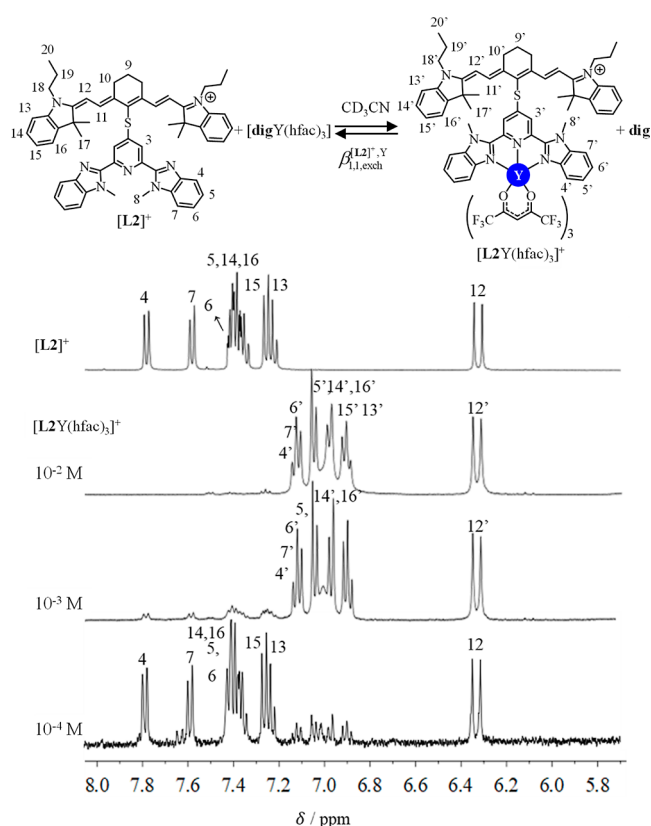 20
19
18
N
13
14
15
16
17
12
11
10
9
N
+
S
3
N
N
N
N
N
8
4
5
6
7
[L2]⁺
+ [digY(hfac)₃]
CD₃CN
β^{[L2]⁺,Y}_{1,1,exch}
20'
19'
18'
N
13'
14'
15'
16'
17'
12'
11'
10'
9'
N
+
S
3'
N
N
N
N
N
8'
7'
6'
5'
4'
Y
O
O
F₃C
CF₃
3
[L2Y(hfac)₃]⁺
+ dig
[L2]⁺
4
7
6
5,14,16
15
13
12
[L2Y(hfac)₃]⁺
10⁻² M
4'
7'
6'
5',14',16'
15' 13'
12'
10⁻³ M
4'
7'
6'
5,
14',16'
12'
10⁻⁴ M
4
7
14,16
5,
6
15
13
12
8.0 7.8 7.6 7.4 7.2 7.0 6.8 6.6 6.4 6.2 6.0 5.8
δ / ppm